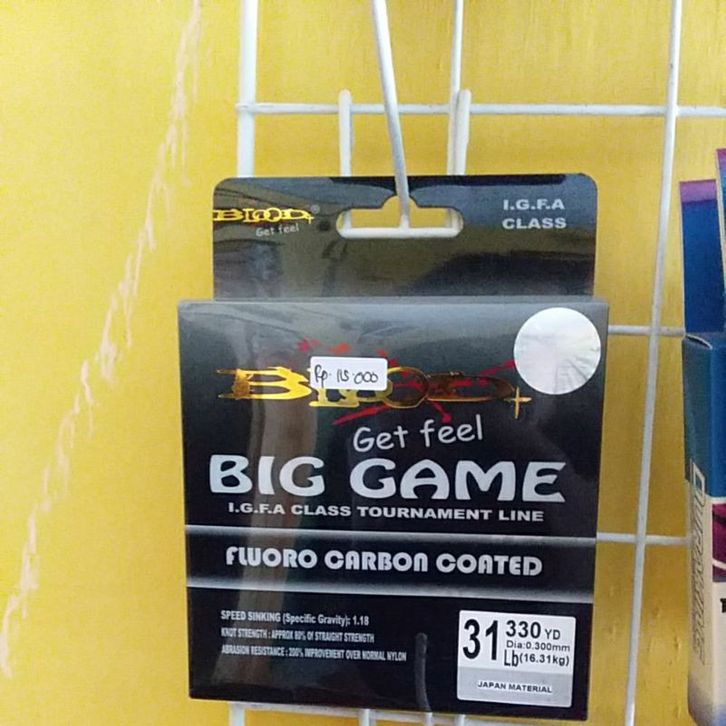 BLOOD
Get feel
I.G.F.A
CLASS
Rp. 115.000
Get feel
BIG GAME
I.G.F.A CLASS TOURNAMENT LINE
FLUORO CARBON COATED
SPEED SINKING (Specific Gravity): 1.18
KNOT STRENGTH : APPROX 80% OF STRAIGHT STRENGTH
ABRASION RESISTANCE : 200% IMPROVEMENT OVER NORMAL NYLON
31 Lb(16.31kg)
330 YD
Dia:0.300mm
JAPAN MATERIAL